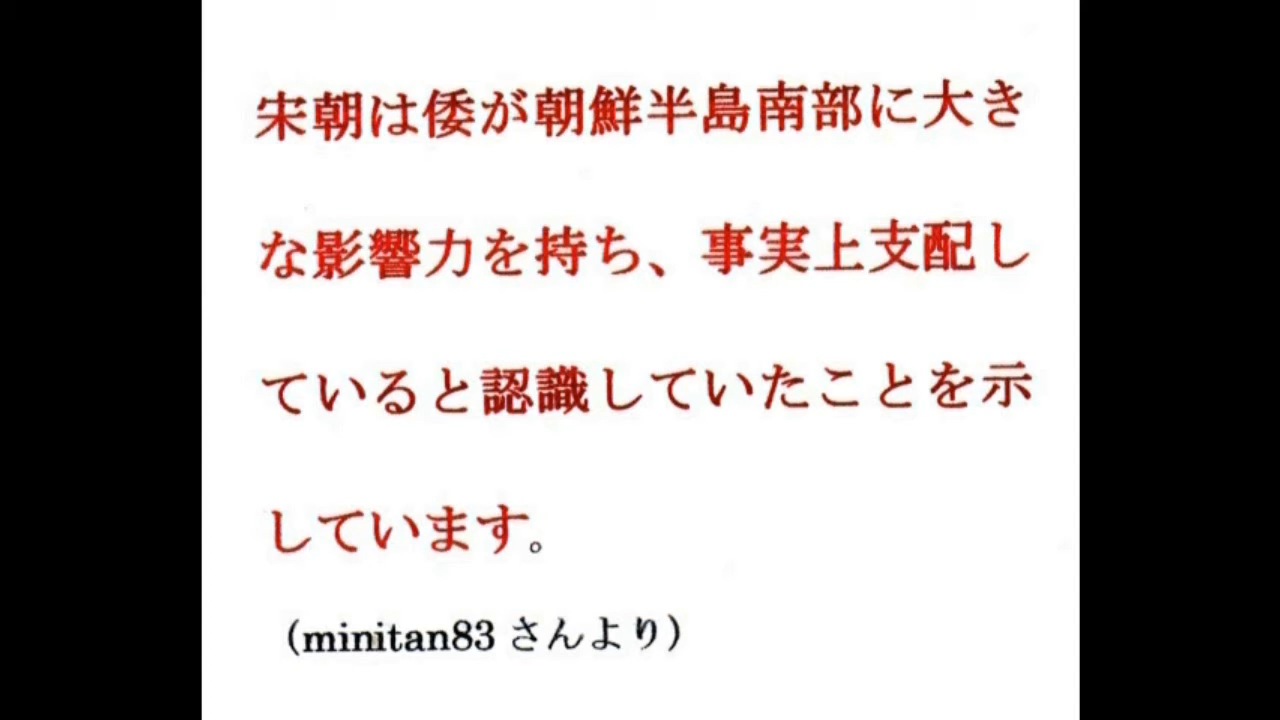 宋朝は倭が朝鮮半島南部に大き
な影響力を持ち、事実上支配し
ていると認識していたことを示
しています。
（minitan83 さんより）